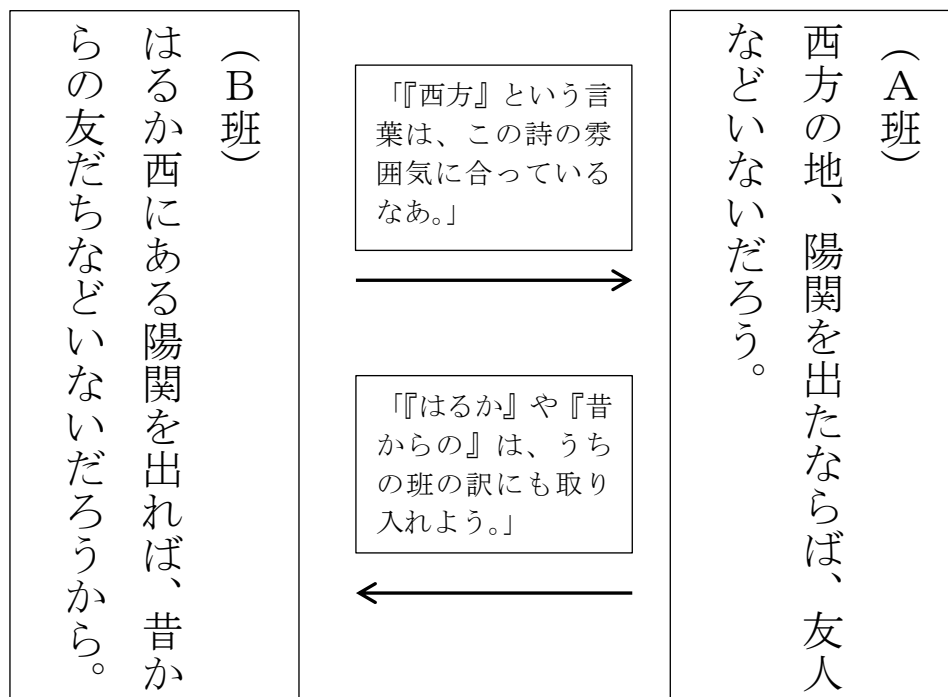 （Ａ班）
西方の地、陽関を出たならば、友人
などいないだろう。
「『西方』という言
葉は、この詩の雰
囲気に合っている
なあ。」
「『はるか』や『昔
からの』は、うち
の班の訳にも取り
入れよう。」
（Ｂ班）
はるか西にある陽関を出れば、昔か
らの友だちなどいないだろうから。